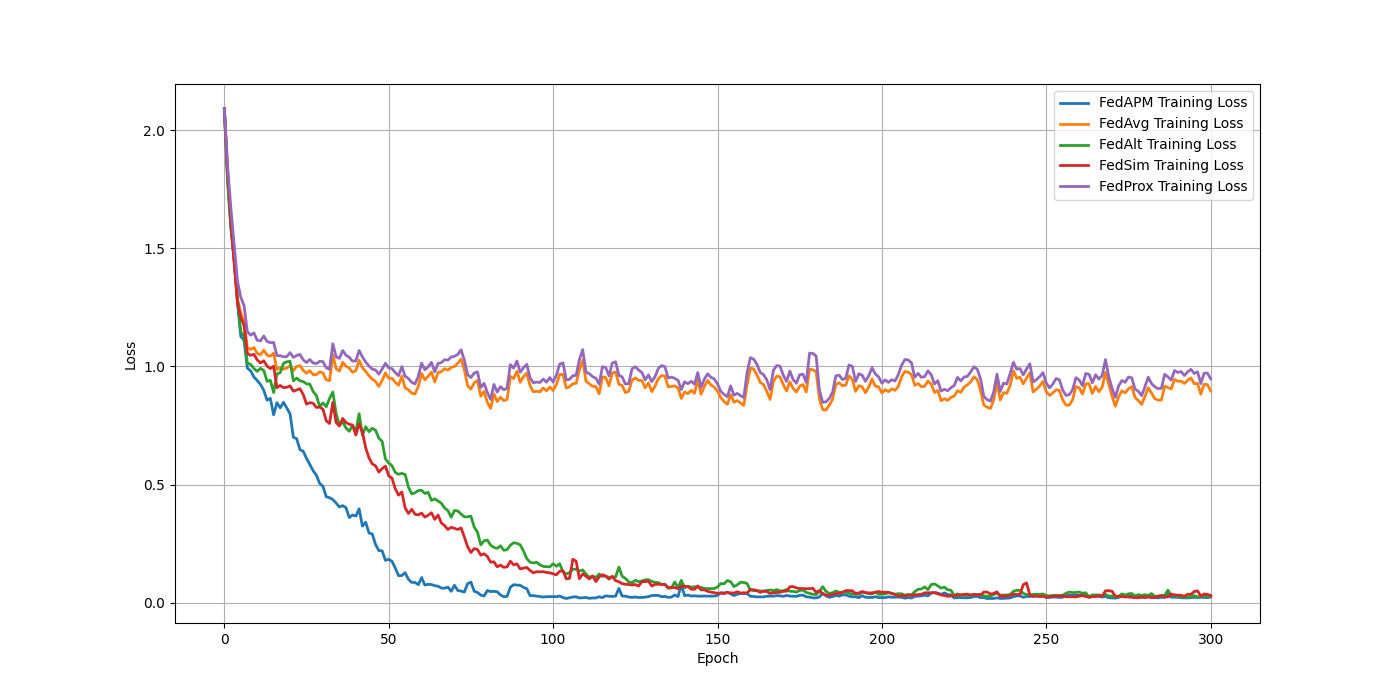 FedAPM Training Loss
FedAvg Training Loss
FedAlt Training Loss
FedSim Training Loss
FedProx Training Loss
2.0
1.5
1.0
0.5
0.0
Loss
0 50 100 150 200 250 300
Epoch